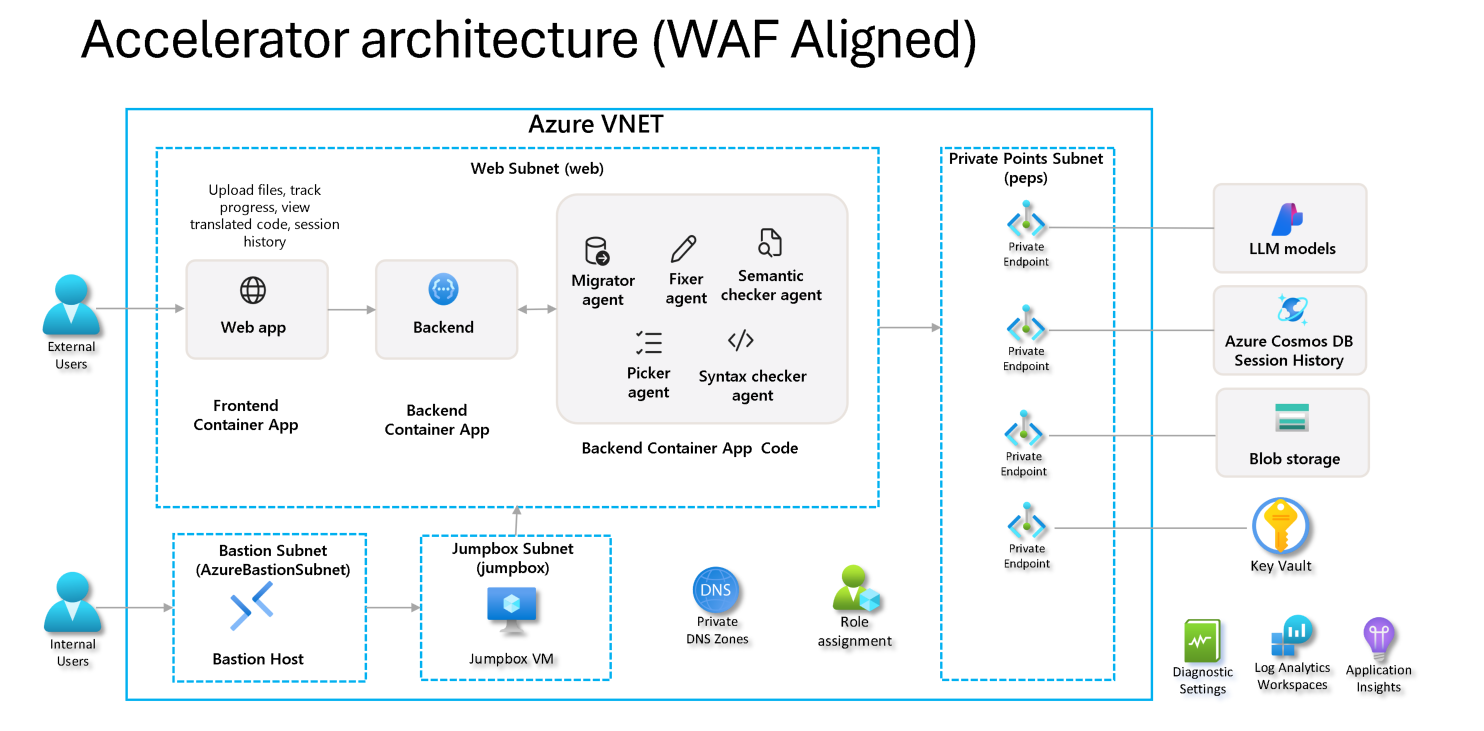 Accelerator architecture (WAF Aligned)
Azure VNET
Web Subnet (web)
Upload files, track
progress, view
translated code, session
history
Web app
Frontend
Container App
Backend
Backend
Container App
Migrator
agent
Fixer
agent
Semantic
checker agent
Picker
agent
Syntax checker
agent
Backend Container App  Code
External
Users
Internal
Users
Bastion Subnet
(AzureBastionSubnet)
Bastion Host
Jumpbox Subnet
(jumpbox)
Jumpbox VM
DNS
Private
DNS Zones
Role
assignment
Private Points Subnet
(peps)
Private
Endpoint
Private
Endpoint
Private
Endpoint
Private
Endpoint
LLM models
Azure Cosmos DB
Session History
Blob storage
Key Vault
Diagnostic
Settings
Log Analytics
Workspaces
Application
Insights